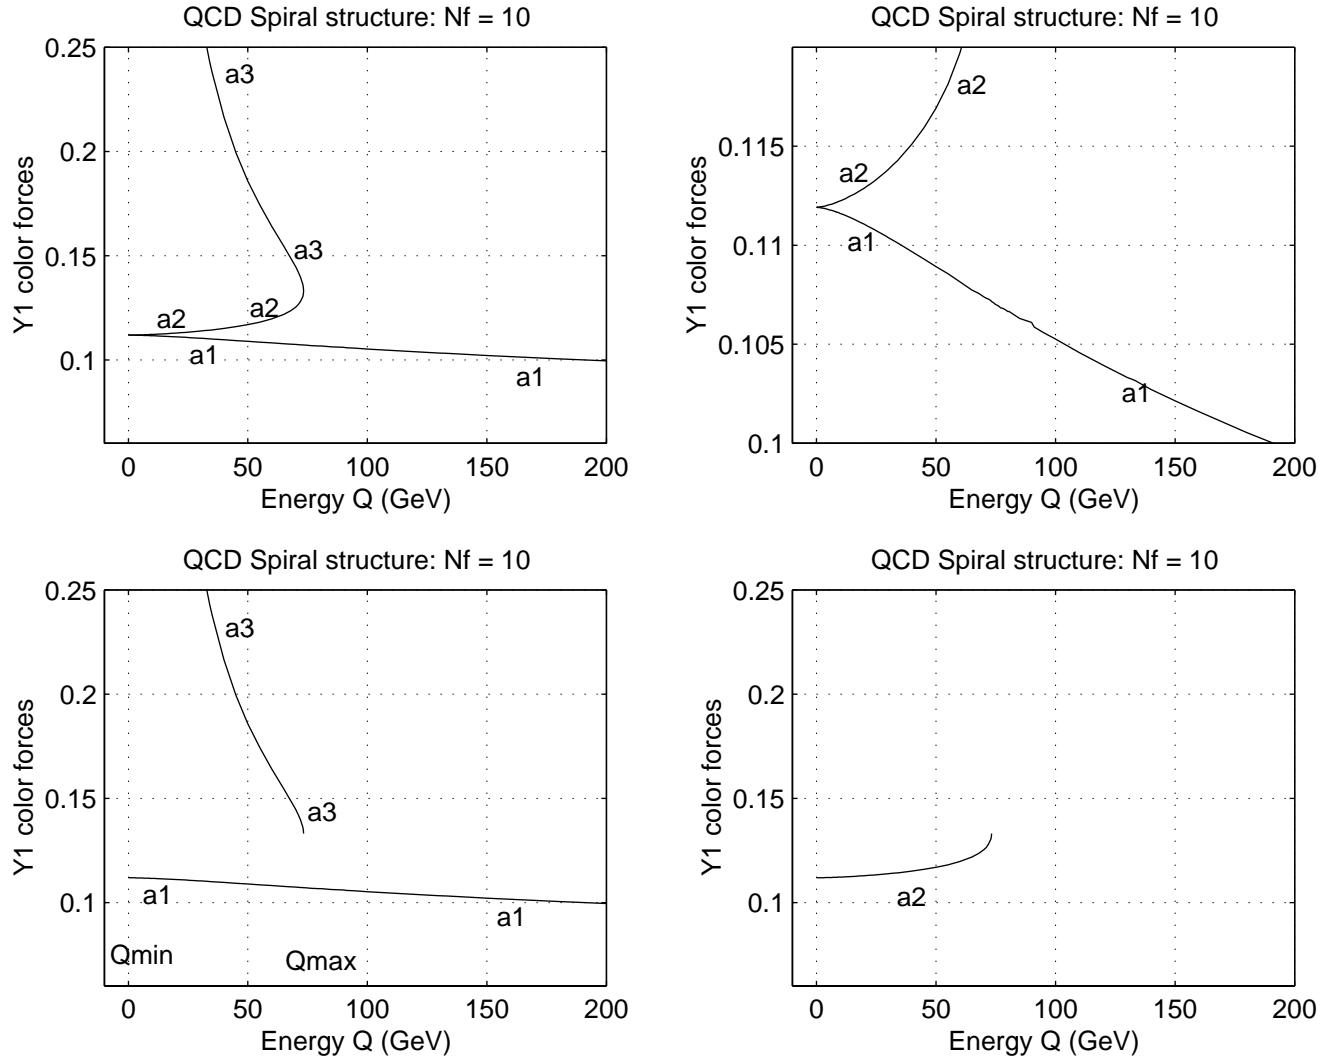 QCD Spiral structure: Nf = 10
0.25
0.2
0.15
0.1
Y1 color forces
a3
a3
a2
a2
a1
a1
0
50
100
150
200
Energy Q (GeV)
0.115
0.11
0.105
0.1
Y1 color forces
a2
a2
a1
a1
0
50
100
150
200
Energy Q (GeV)
QCD Spiral structure: Nf = 10
0.25
0.2
0.15
0.1
Y1 color forces
a3
a3
a1
a1
Qmin
Qmax
0
50
100
150
200
Energy Q (GeV)
QCD Spiral structure: Nf = 10
0.25
0.2
0.15
0.1
Y1 color forces
a2
0
50
100
150
200
Energy Q (GeV)
QCD Spiral structure: Nf = 10